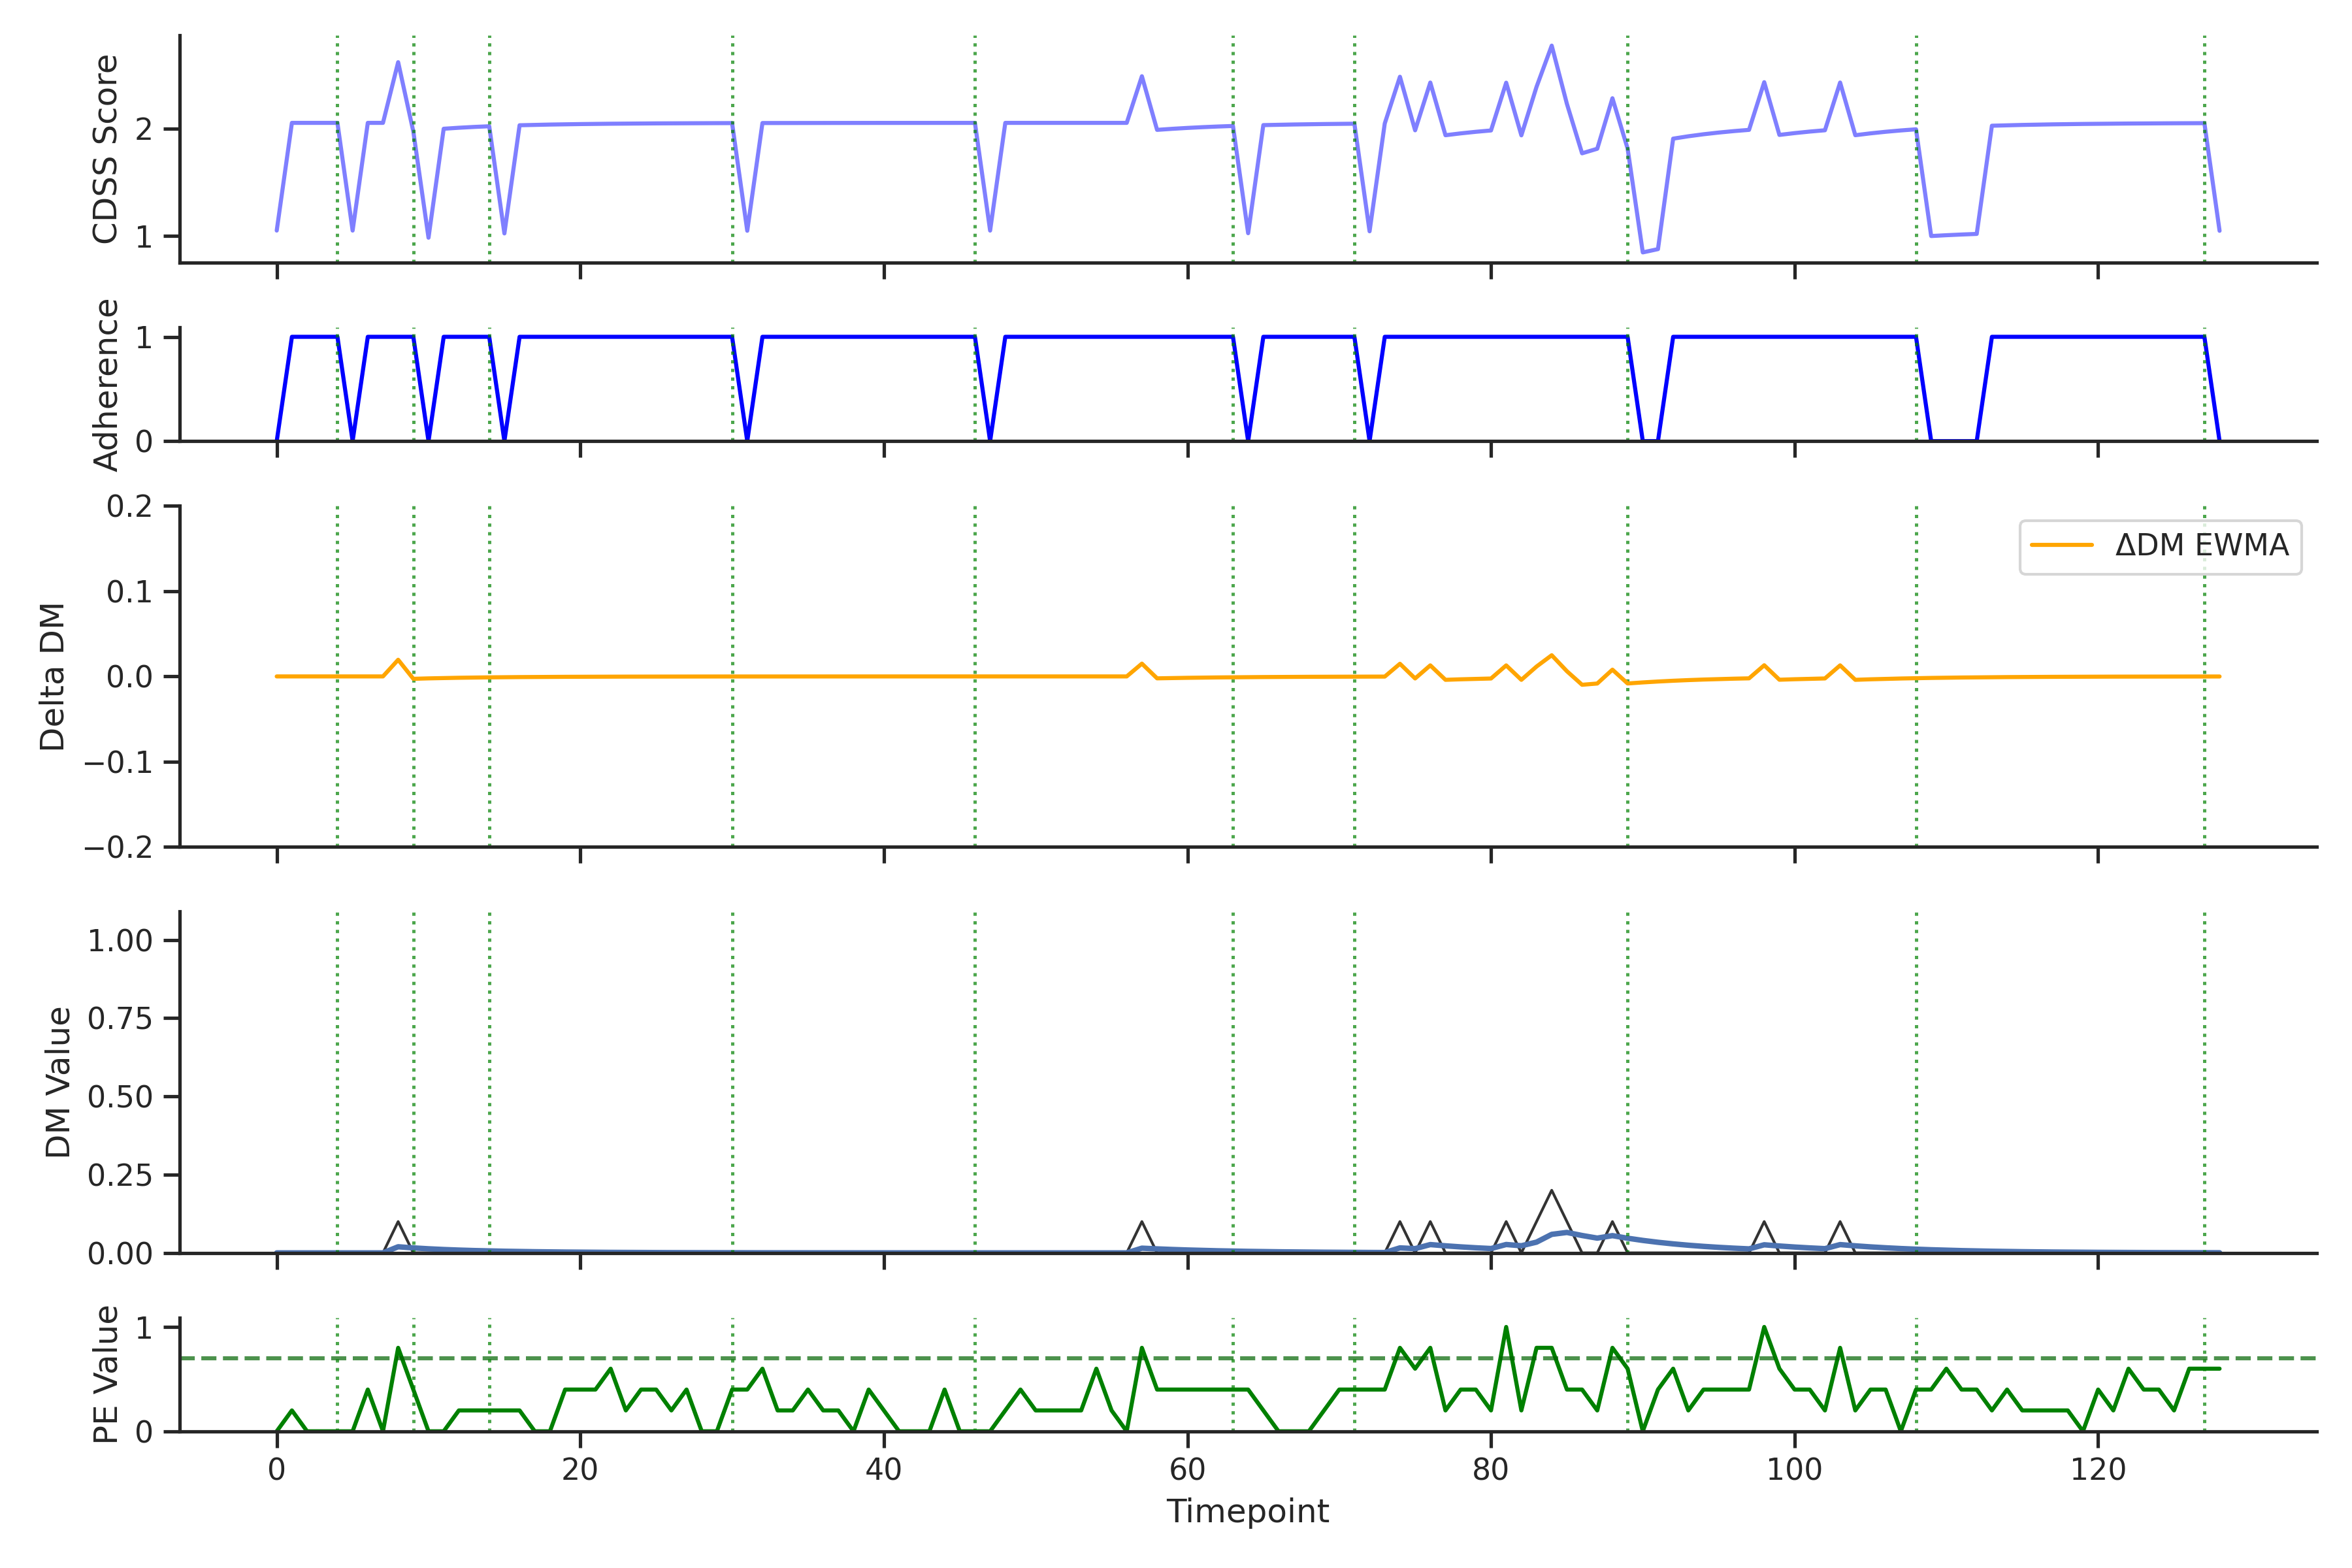 CDSS Score
2
1
Adherence
1
0
Delta DM
0.2
0.1
0.0
−0.1
−0.2
ΔDM EWMA
DM Value
1.00
0.75
0.50
0.25
0.00
PE Value
1
0
0 20 40 60 80 100 120
Timepoint